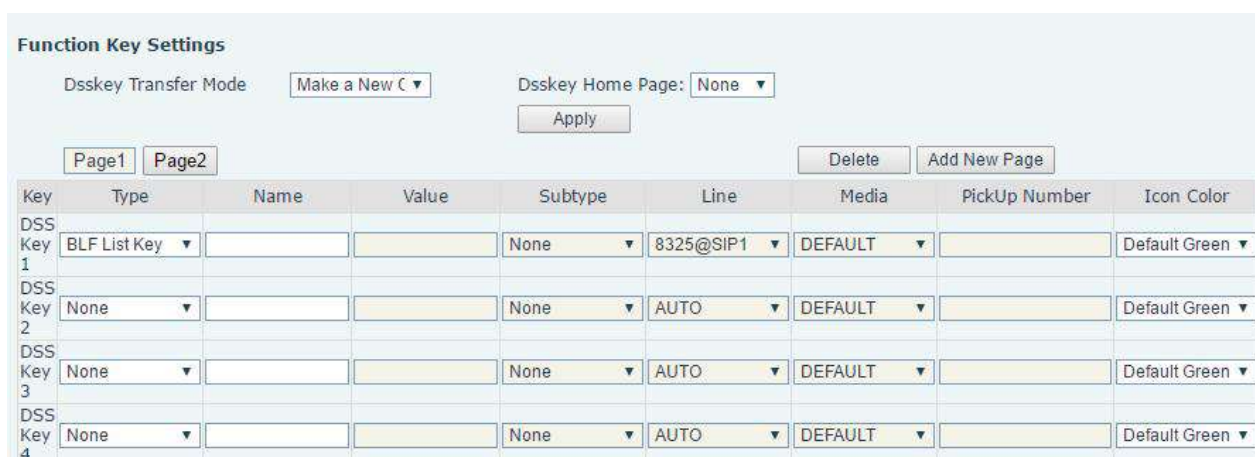 Function Key Settings
Dsskey Transfer Mode Make a New C Dsskey Home Page: None
Apply
Page1 Page2 Delete Add New Page
Key Type Name Value Subtype Line Media PickUp Number Icon Color
DSS Key 1 BLF List Key None 8325@SIP1 DEFAULT Default Green
DSS Key 2 None None AUTO DEFAULT Default Green
DSS Key 3 None None AUTO DEFAULT Default Green
DSS Key 4 None None AUTO DEFAULT Default Green